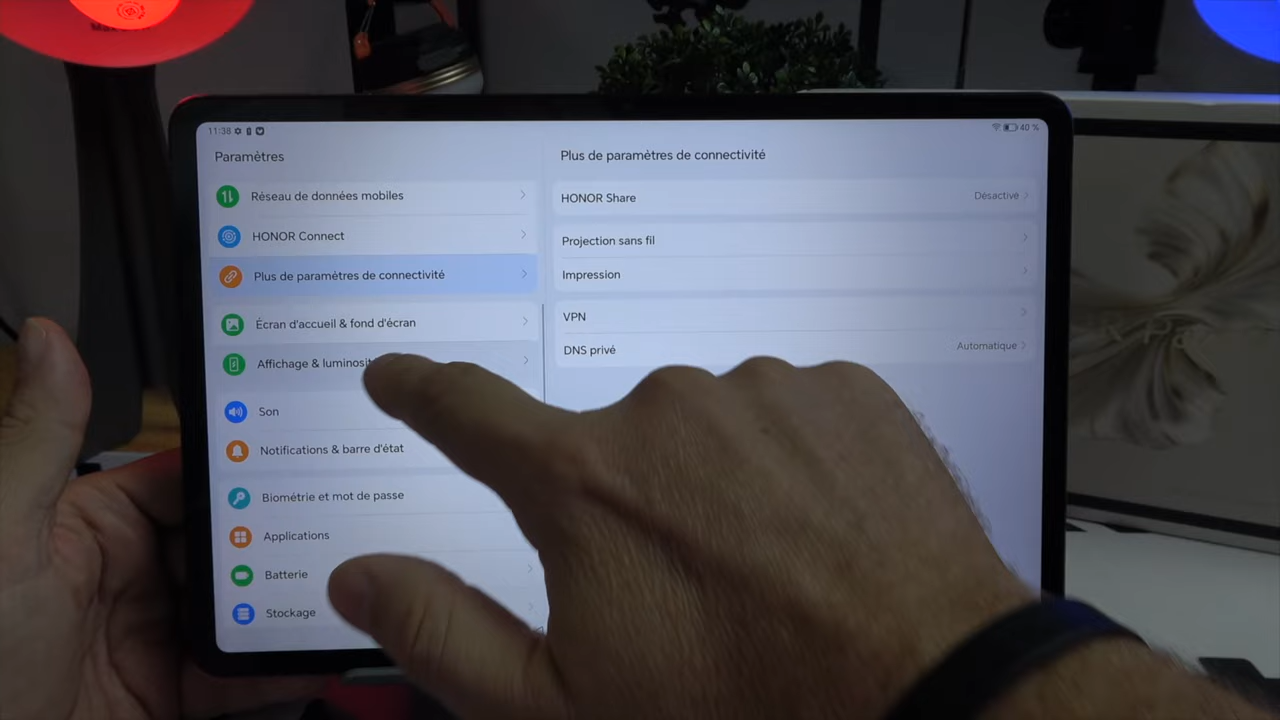 11:38
40 %
Paramètres
Réseau de données mobiles
HONOR Connect
Plus de paramètres de connectivité
Écran d'accueil & fond d'écran
Affichage & luminosit
Son
Notifications & barre d'état
Biométrie et mot de passe
Applications
Batterie
Stockage
Plus de paramètres de connectivité
HONOR Share
Désactivé
Projection sans fil
Impression
VPN
DNS privé
Automatique